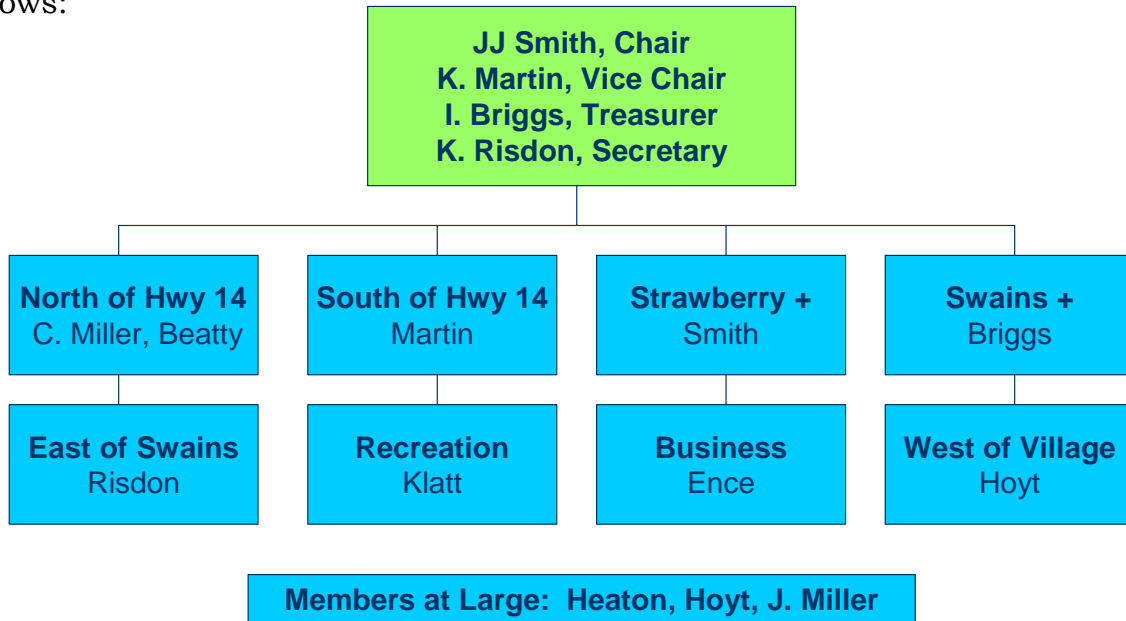 ows:
JJ Smith, Chair
K. Martin, Vice Chair
I. Briggs, Treasurer
K. Risdon, Secretary
North of Hwy 14
C. Miller, Beatty
South of Hwy 14
Martin
Strawberry +
Smith
Swains +
Briggs
East of Swains
Risdon
Recreation
Klatt
Business
Ence
West of Village
Hoyt
Members at Large:  Heaton, Hoyt, J. Miller